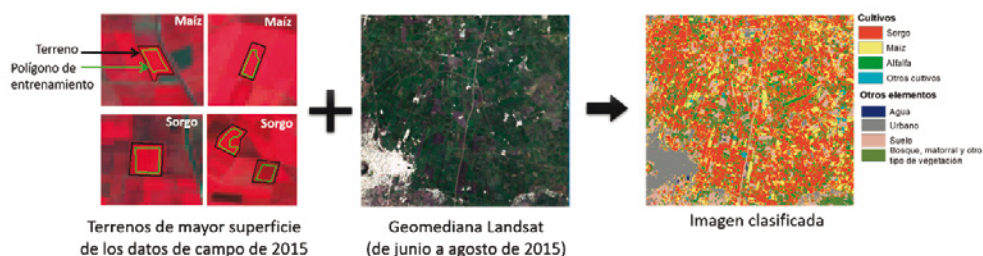 Maíz
Maíz
Terreno
Polígono de
entrenamiento
Sorgo
Sorgo
Terrenos de mayor superficie
de los datos de campo de 2015
Geomediana Landsat
(de junio a agosto de 2015)
Imagen clasificada
Cultivos
Sorgo
Maíz
Alfalfa
Otros cultivos
Otros elementos
Agua
Urbano
Suelo
Bosque, matorral y otro
tipo de vegetación